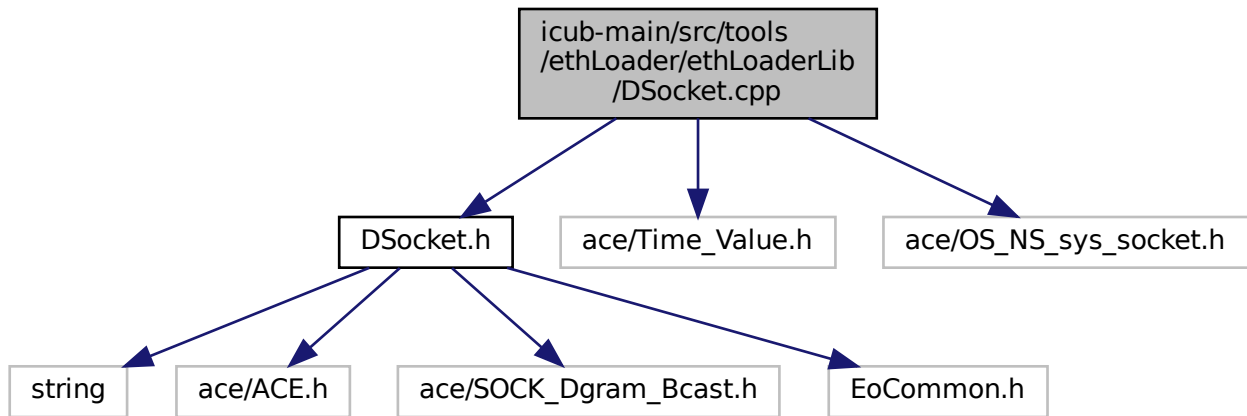 icub-main/src/tools
/ethLoader/ethLoaderLib
/DSocket.cpp
DSocket.h
ace/Time_Value.h
ace/OS_NS_sys_socket.h
string
ace/ACE.h
ace/SOCK_Dgram_Bcast.h
EoCommon.h